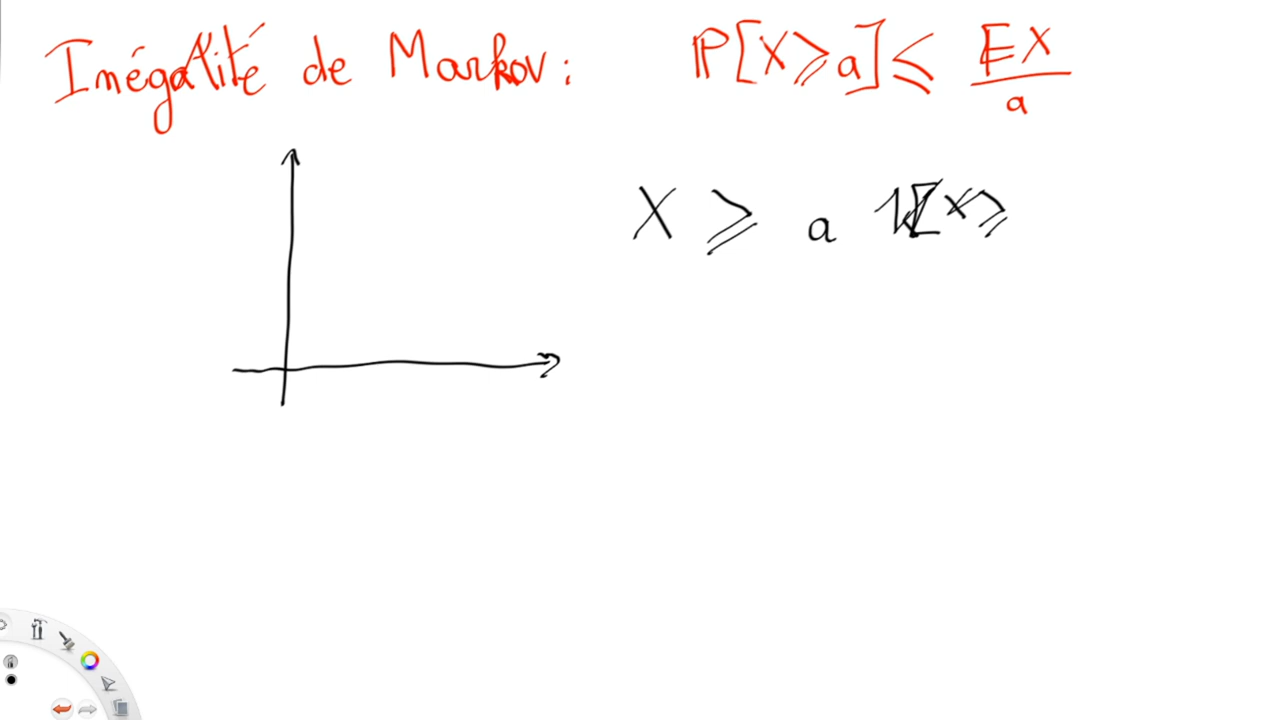 Inégalité de Markov : ℙ[X ⩾ a] ⩽ EX/a
X ⩾ a 𝟙[X ⩾